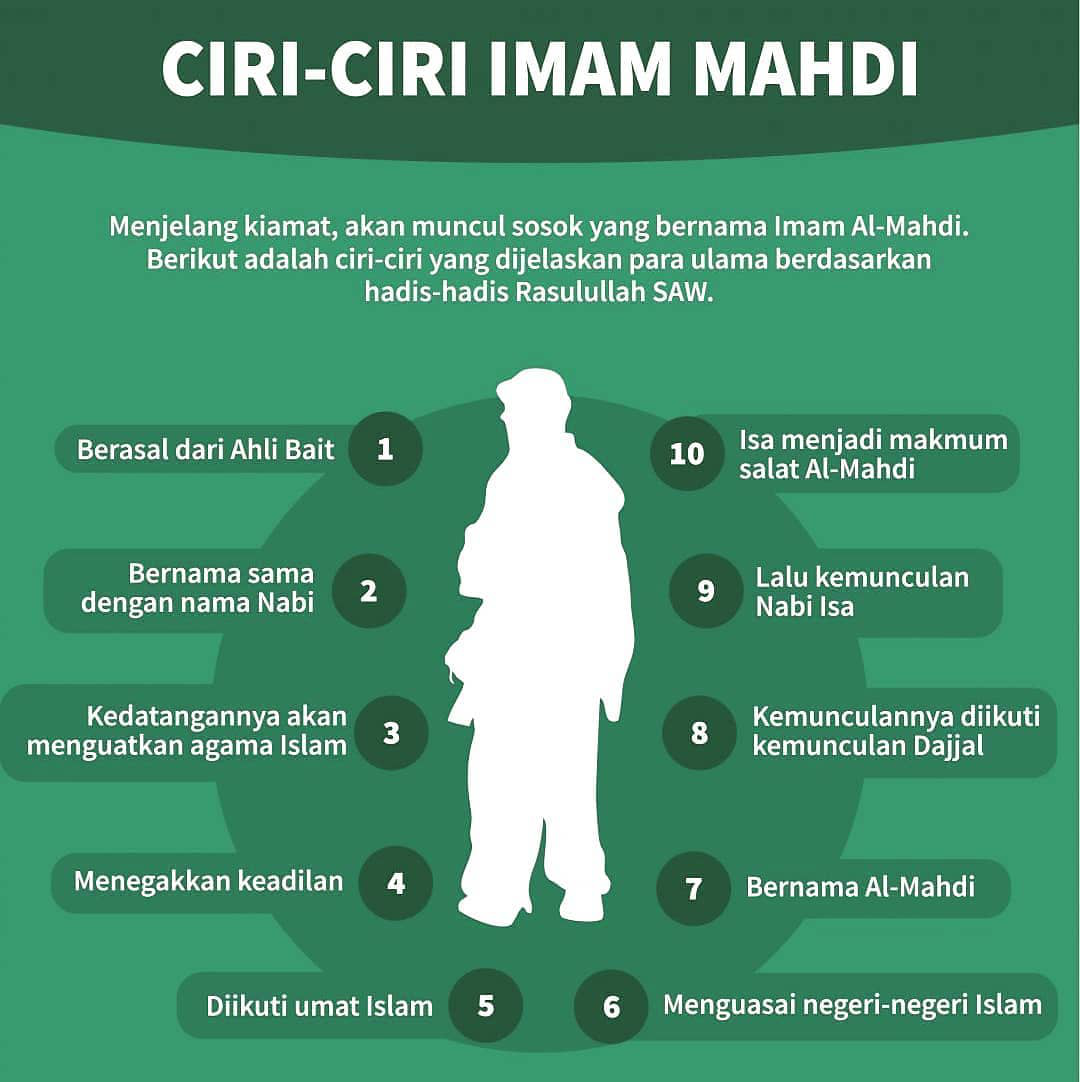 CIRI-CIRI IMAM MAHDI
Menjelang kiamat, akan muncul sosok yang bernama Imam Al-Mahdi.
Berikut adalah ciri-ciri yang dijelaskan para ulama berdasarkan
hadis-hadis Rasulullah SAW.
Berasal dari Ahli Bait
1
Bernama sama
dengan nama Nabi
2
Kedatangannya akan
menguatkan agama Islam
3
Menegakkan keadilan
4
Diikuti umat Islam
5
6
Menguasai negeri-negeri Islam
7
Bernama Al-Mahdi
8
Kemunculannya diikuti
kemunculan Dajjal
9
Lalu kemunculan
Nabi Isa
10
Isa menjadi makmum
salat Al-Mahdi